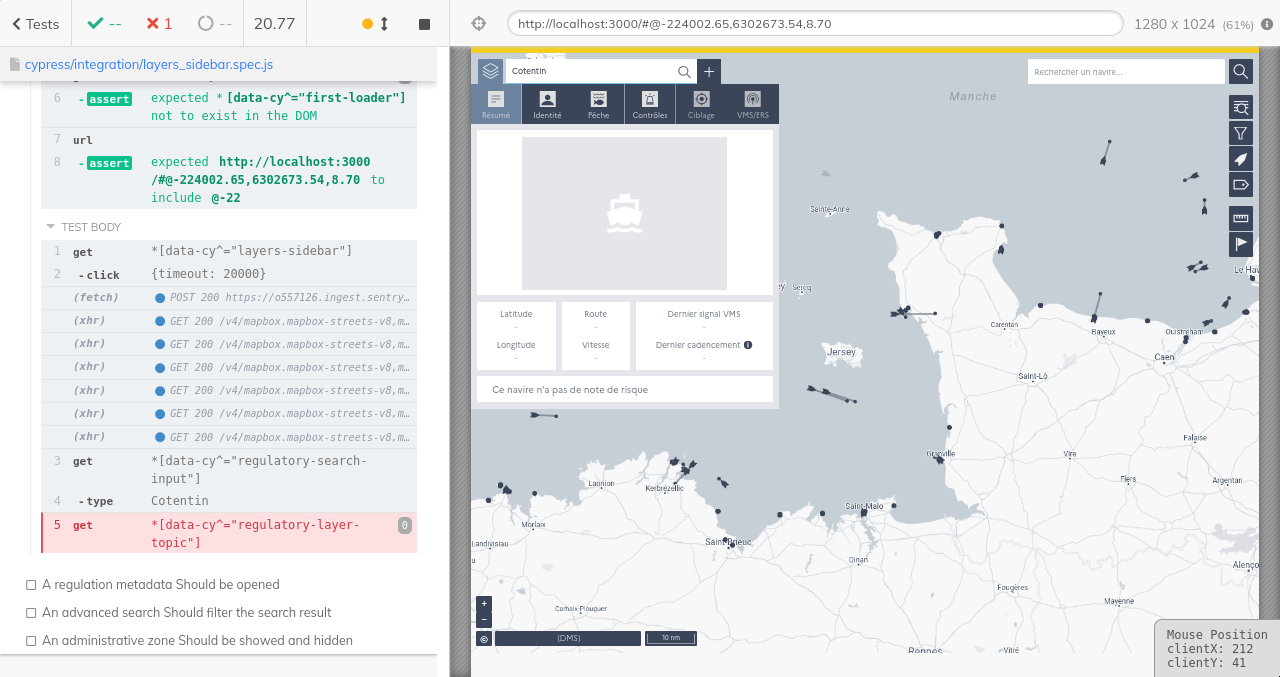 Tests
--
1
--
20.77
http://localhost:3000/#@-224002.65,6302673.54,8.70
1280 x 1024 (61%)
cypress/integration/layers_sidebar.spec.js
6 -assert expected *[data-cy^="first-loader"]
not to exist in the DOM
7 url
8 -assert expected http://localhost:3000
/#@-224002.65,6302673.54,8.70 to
include @-22
TEST BODY
1 get *[data-cy^="layers-sidebar"]
2 -click {timeout: 20000}
(fetch) POST 200 https://o557126.ingest.sentry…
(xhr) GET 200 /v4/mapbox.mapbox-streets-v8,m…
(xhr) GET 200 /v4/mapbox.mapbox-streets-v8,m…
(xhr) GET 200 /v4/mapbox.mapbox-streets-v8,m…
(xhr) GET 200 /v4/mapbox.mapbox-streets-v8,m…
(xhr) GET 200 /v4/mapbox.mapbox-streets-v8,m…
(xhr) GET 200 /v4/mapbox.mapbox-streets-v8,m…
3 get *[data-cy^="regulatory-search-
input"]
4 -type Cotentin
5 get *[data-cy^="regulatory-layer-
topic"]
0
A regulation metadata Should be opened
An advanced search Should filter the search result
An administrative zone Should be showed and hidden
Cotentin
Rechercher un navire...
Résumé
Identité
Pêche
Contrôles
Ciblage
VMS/ERS
Latitude
-
Longitude
-
Route
-
Vitesse
-
Dernier signal VMS
-
Dernier cadencement
-
Ce navire n'a pas de note de risque
Manche
Sainte-Anne
ey
Sercq
Le Hav
Carentan
Bayeux
Ouistreham
Jersey
Caen
Saint-Lô
Granville
Vire
Falaise
Flers
Argentan
Lannion
Kerbrézellic
Morlaix
Landivisiau
u
Saint-Brieuc
Saint-Malo
Dinan
Alenço
Fougères
Mayenne
Carhaix-Plouguer
Rennes
Vitré
+
−
©
(DMS)
10 nm
Mouse Position
clientX: 212
clientY: 41